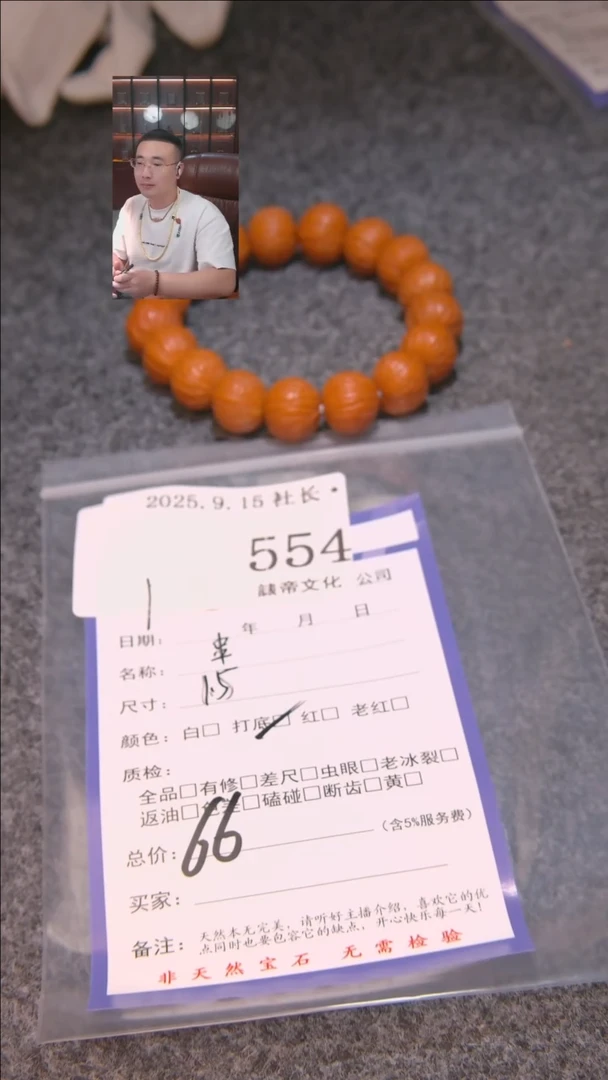 2025.9.15 社长
554
帝文化 公司
日期： 年 月 日
名称： 串
尺寸： 15
颜色：白□ 打底□ 红□ 老红□
质检：
全品□有修□差尺□虫眼□老冰裂□
返油□色差□磕碰□断齿□黄□
总价：66 （含5%服务费）
买家：
备注：天然本无完美，请听好主播介绍，喜欢它的优
点同时也要包容它的缺点，开心快乐每一天！
非天然宝石 无需检验